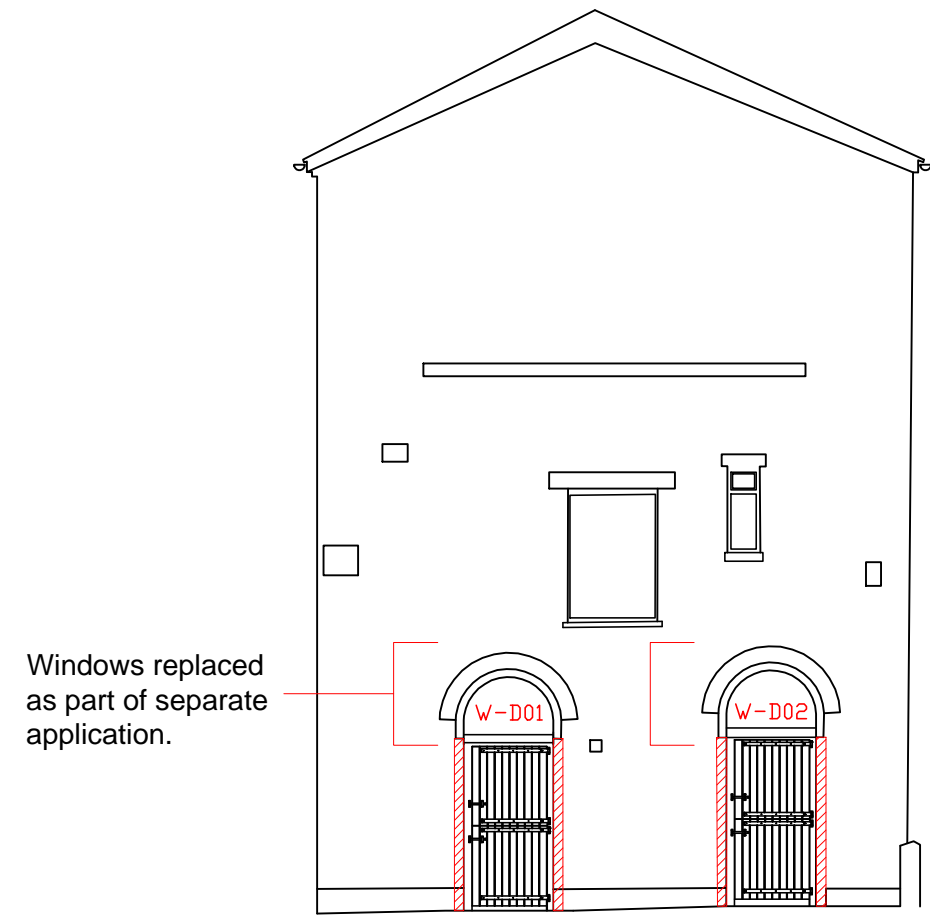 Windows replaced
as part of separate
application.
W-D01
W-D02